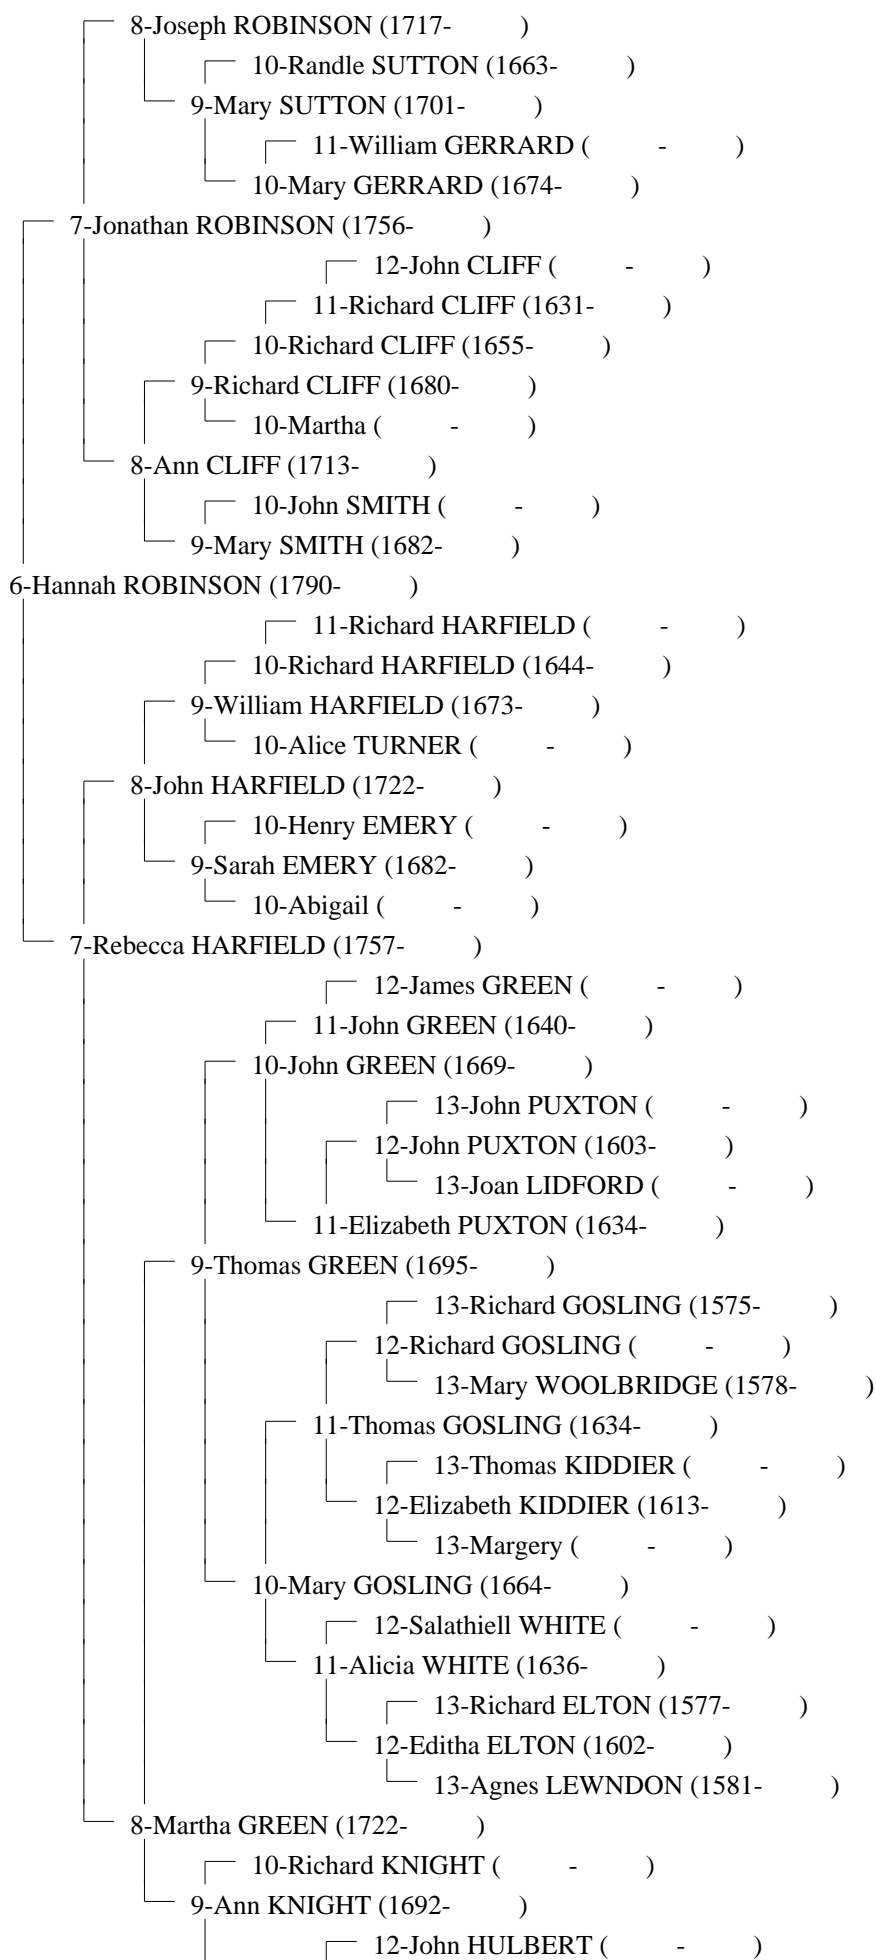 8-Joseph ROBINSON (1717- )
10-Randle SUTTON (1663- )
9-Mary SUTTON (1701- )
11-William GERRARD ( - )
10-Mary GERRARD (1674- )
7-Jonathan ROBINSON (1756- )
12-John CLIFF ( - )
11-Richard CLIFF (1631- )
10-Richard CLIFF (1655- )
9-Richard CLIFF (1680- )
10-Martha ( - )
8-Ann CLIFF (1713- )
10-John SMITH ( - )
9-Mary SMITH (1682- )
6-Hannah ROBINSON (1790- )
11-Richard HARFIELD ( - )
10-Richard HARFIELD (1644- )
9-William HARFIELD (1673- )
10-Alice TURNER ( - )
8-John HARFIELD (1722- )
10-Henry EMERY ( - )
9-Sarah EMERY (1682- )
10-Abigail ( - )
7-Rebecca HARFIELD (1757- )
12-James GREEN ( - )
11-John GREEN (1640- )
10-John GREEN (1669- )
13-John PUXTON ( - )
12-John PUXTON (1603- )
13-Joan LIDFORD ( - )
11-Elizabeth PUXTON (1634- )
9-Thomas GREEN (1695- )
13-Richard GOSLING (1575- )
12-Richard GOSLING ( - )
13-Mary WOOLBRIDGE (1578- )
11-Thomas GOSLING (1634- )
13-Thomas KIDDIER ( - )
12-Elizabeth KIDDIER (1613- )
13-Margery ( - )
10-Mary GOSLING (1664- )
12-Salathiell WHITE ( - )
11-Alicia WHITE (1636- )
13-Richard ELTON (1577- )
12-Editha ELTON (1602- )
13-Agnes LEWNDON (1581- )
8-Martha GREEN (1722- )
10-Richard KNIGHT ( - )
9-Ann KNIGHT (1692- )
12-John HULBERT ( - )